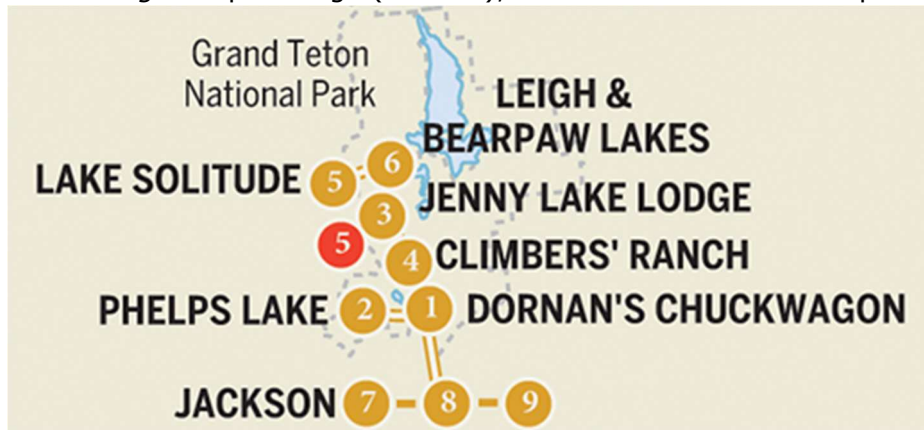 Grand Teton
National Park
LEIGH &
BEARPAW LAKES
6
LAKE SOLITUDE 5
3 JENNY LAKE LODGE
5
4 CLIMBERS' RANCH
PHELPS LAKE 2 1 DORNAN'S CHUCKWAGON
JACKSON 7 8 9